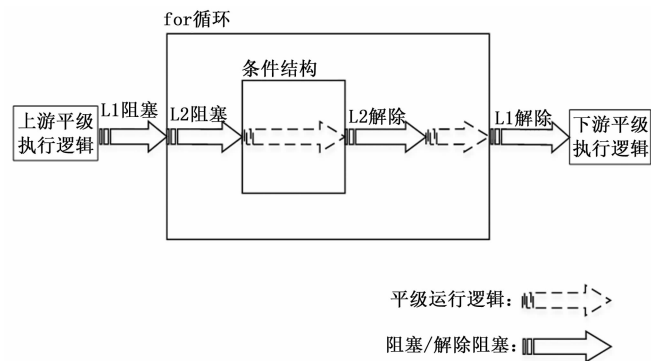 for循环
条件结构
上游平级
执行逻辑
L1阻塞
L2阻塞
L2解除
L1解除
下游平级
执行逻辑
平级运行逻辑:
阻塞/解除阻塞: